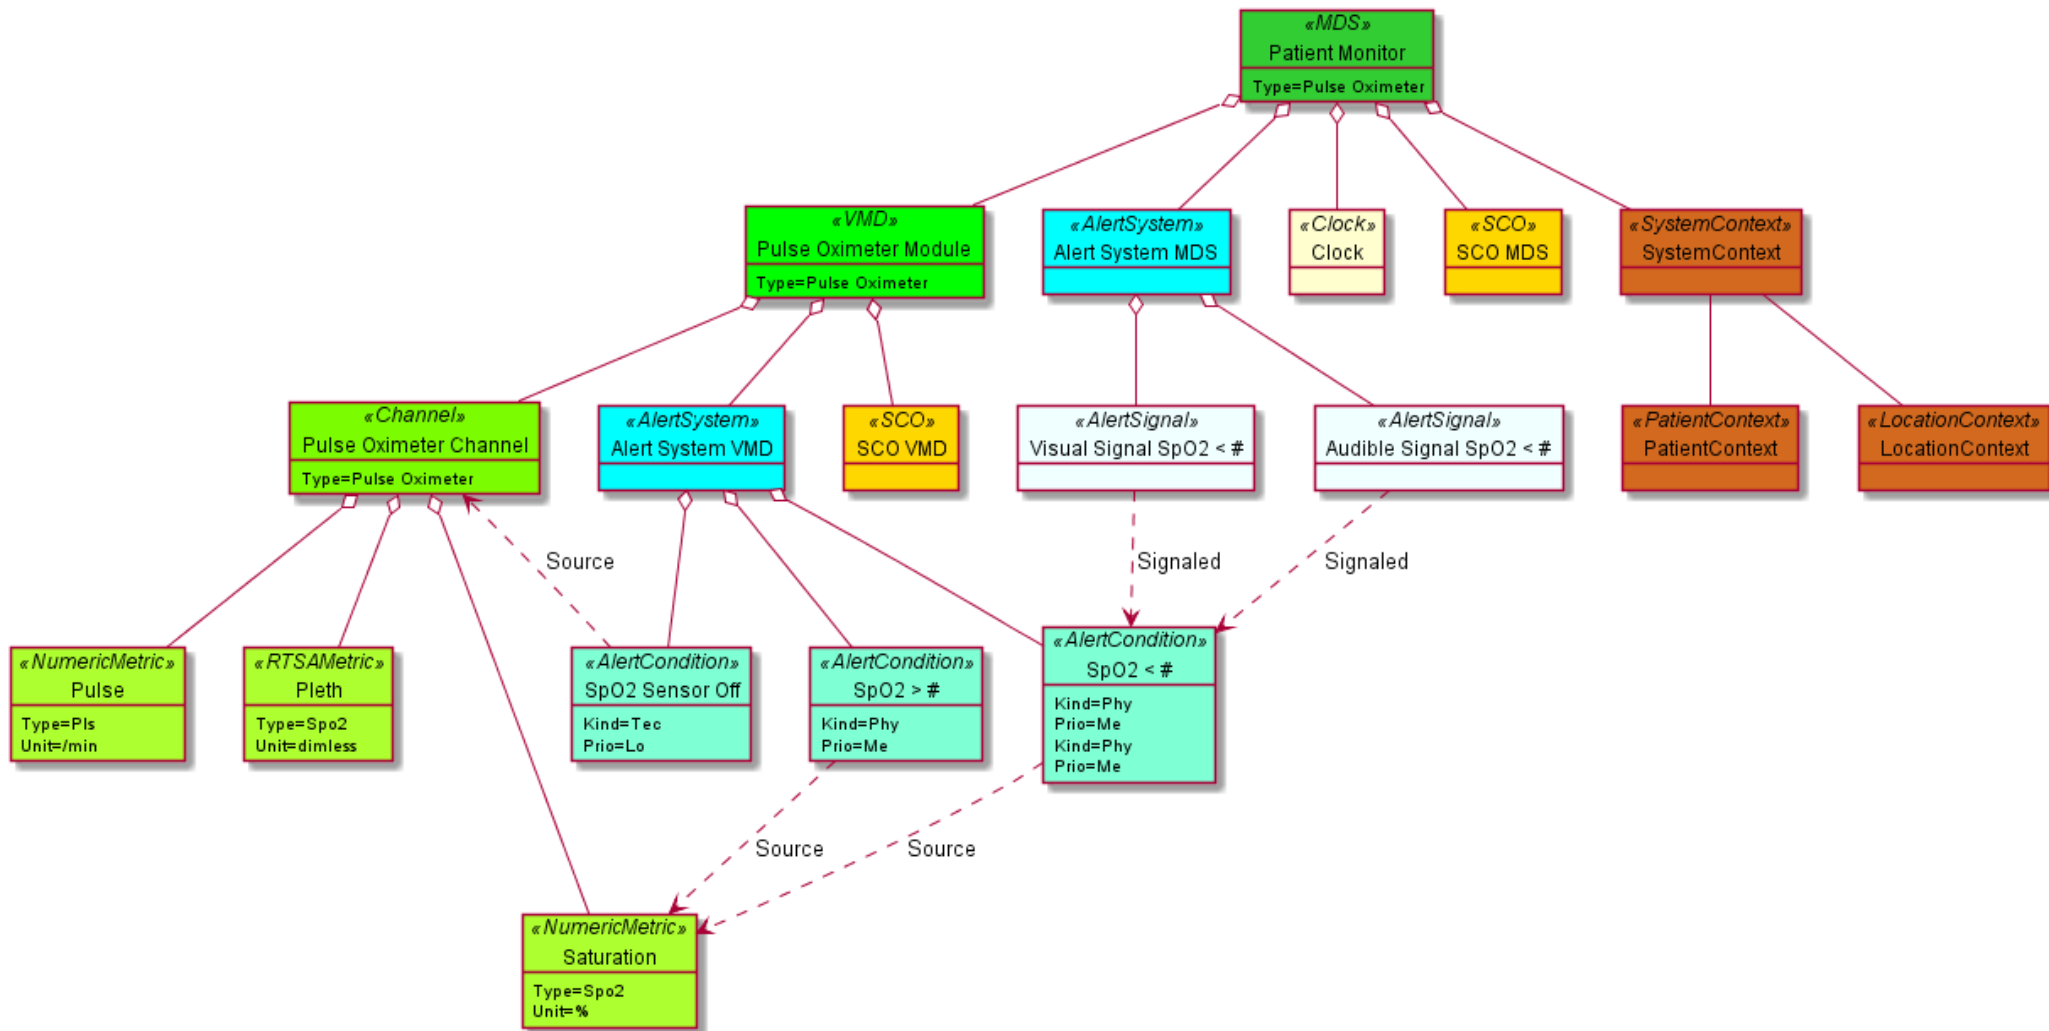 «MDS»
Patient Monitor
Type=Pulse Oximeter
«VMD»
Pulse Oximeter Module
Type=Pulse Oximeter
«AlertSystem»
Alert System MDS
«Clock»
Clock
«SCO»
SCO MDS
«SystemContext»
SystemContext
«Channel»
Pulse Oximeter Channel
Type=Pulse Oximeter
«AlertSystem»
Alert System VMD
«SCO»
SCO VMD
«AlertSignal»
Visual Signal SpO2 < #
«AlertSignal»
Audible Signal SpO2 < #
«PatientContext»
PatientContext
«LocationContext»
LocationContext
Source
Signaled
Signaled
«NumericMetric»
Pulse
Type=Pls
Unit=/min
«RTSAMetric»
Pleth
Type=Spo2
Unit=dimless
«AlertCondition»
SpO2 Sensor Off
Kind=Tec
Prio=Lo
«AlertCondition»
SpO2 > #
Kind=Phy
Prio=Me
«AlertCondition»
SpO2 < #
Kind=Phy
Prio=Me
Kind=Phy
Prio=Me
Source
Source
«NumericMetric»
Saturation
Type=Spo2
Unit=%